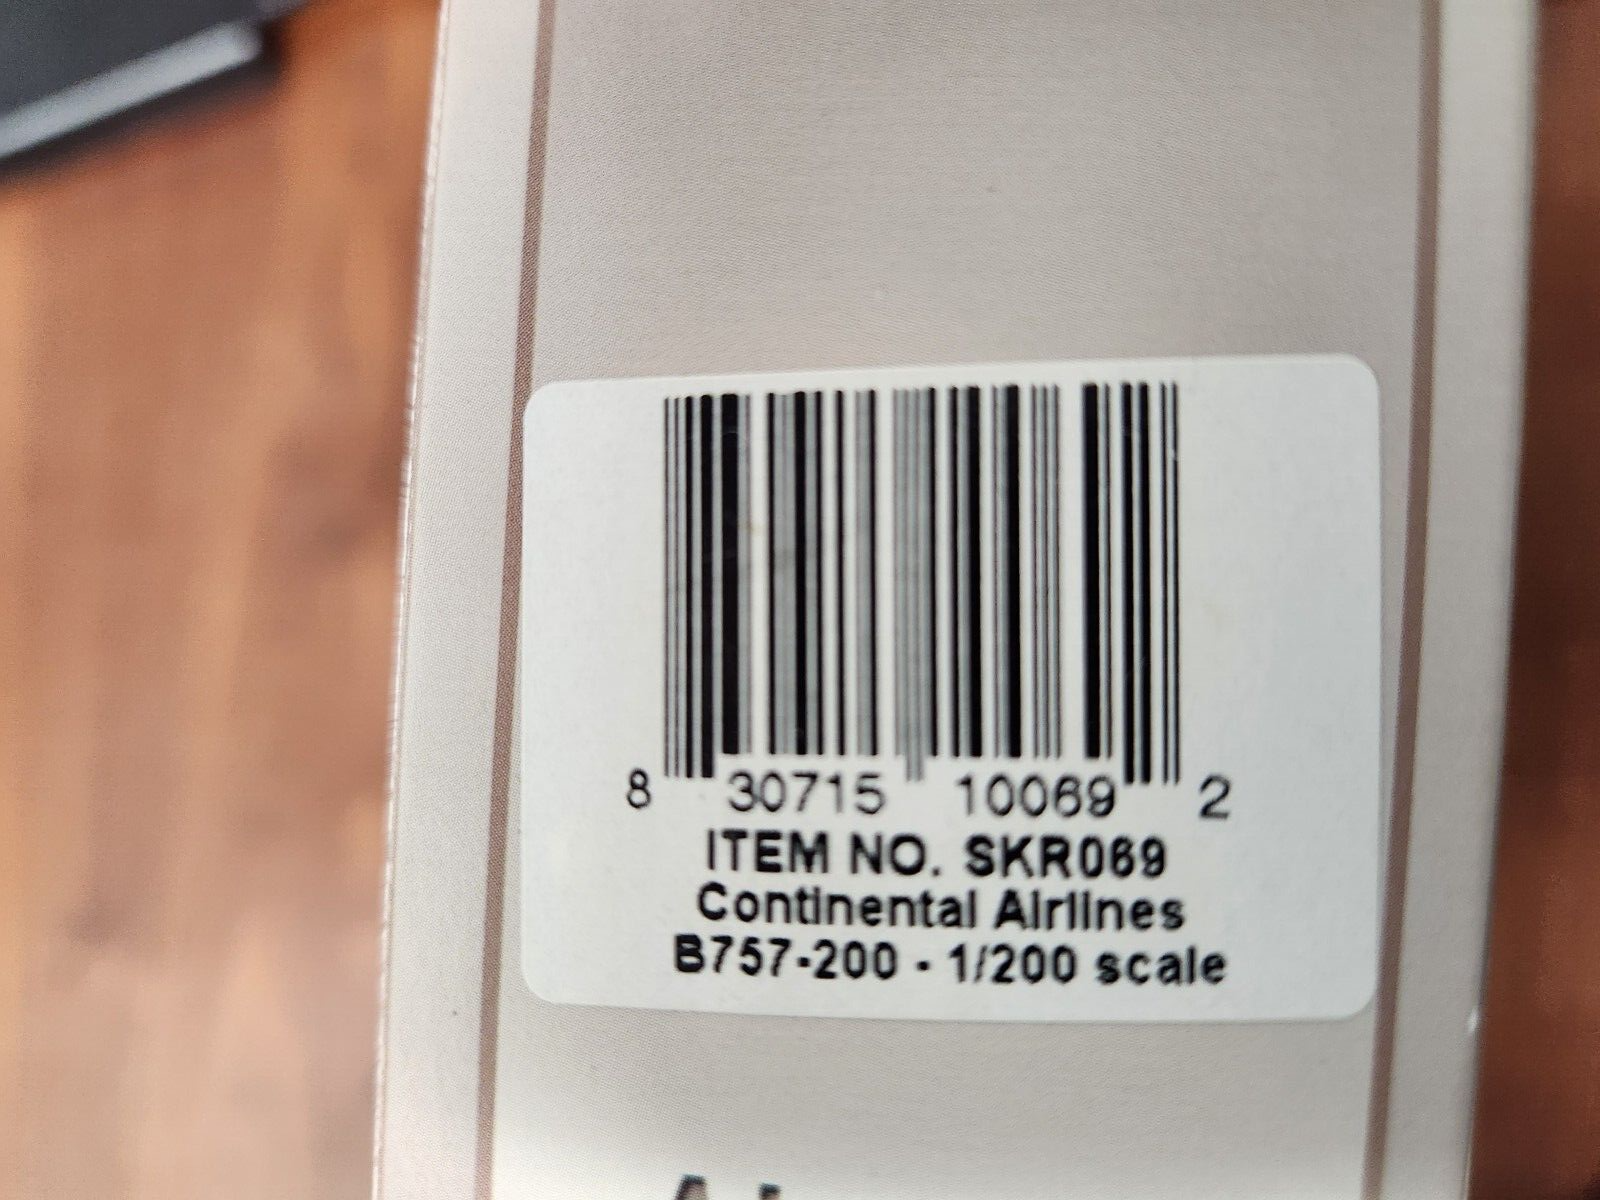 8 30715 10069 2
ITEM NO. SKR069
Continental Airlines
B757-200 - 1/200 scale